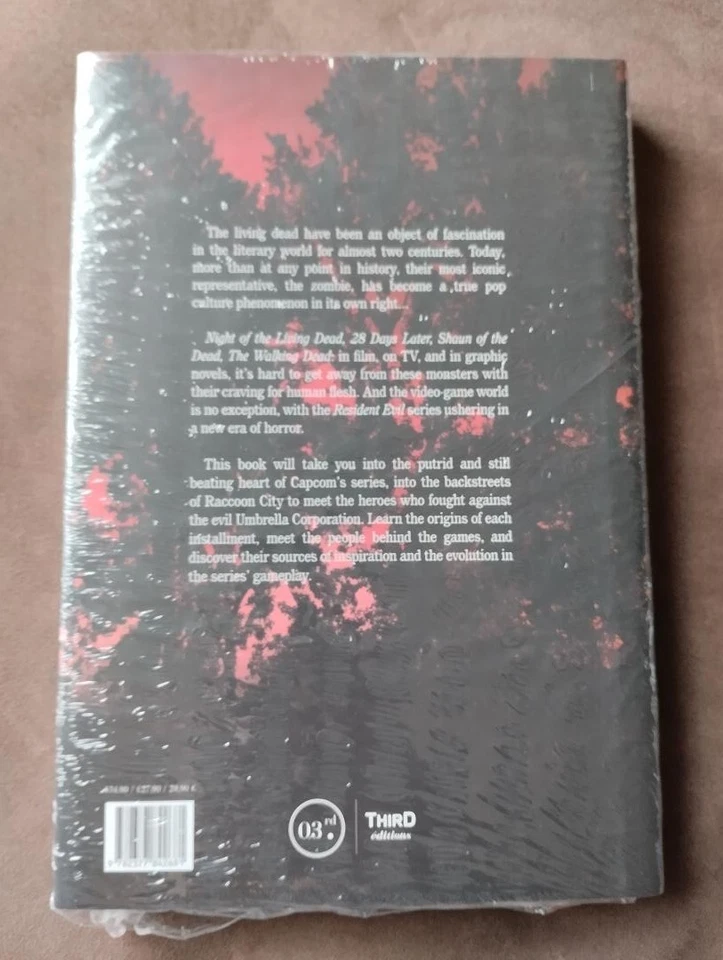 The living dead have been an object of fascination
in the literary world for almost two centuries. Today,
more than at any point in history, their most iconic
representative, the zombie, has become a true pop
culture phenomenon in its own right...
Night of the Living Dead, 28 Days Later, Shaun of the
Dead, The Walking Dead: in film, on TV, and in graphic
novels, it's hard to get away from these monsters with
their craving for human flesh. And the video-game world
is no exception, with the Resident Evil series ushering in
a new era of horror.
This book will take you into the putrid and still
beating heart of Capcom's series, into the backstreets
of Raccoon City to meet the heroes who fought against
the evil Umbrella Corporation. Learn the origins of each
installment, meet the people behind the games, and
discover their sources of inspiration and the evolution in
the series' gameplay.
03.rd
THIRD
éditions